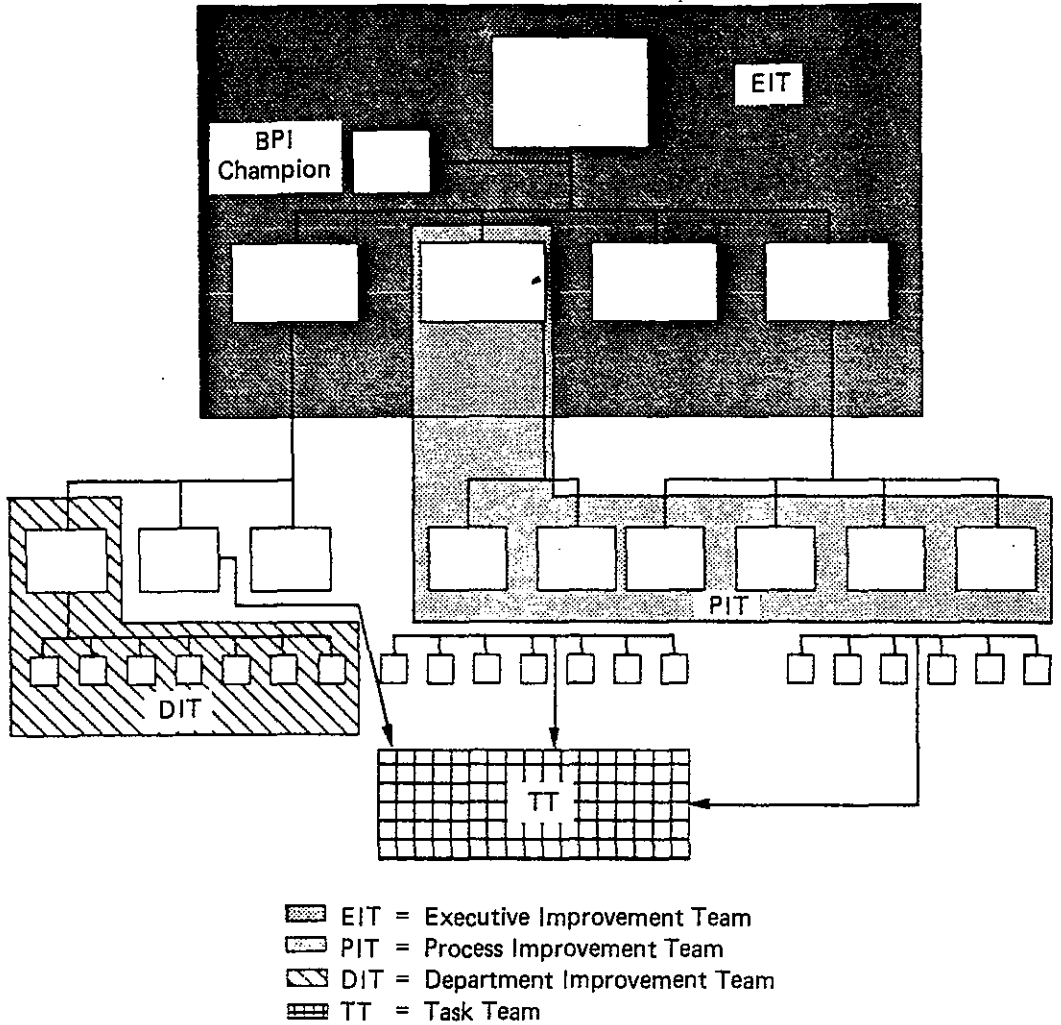 EIT
BPI
Champion
PIT
DIT
TT
EIT = Executive Improvement Team
PIT = Process Improvement Team
DIT = Department Improvement Team
TT = Task Team